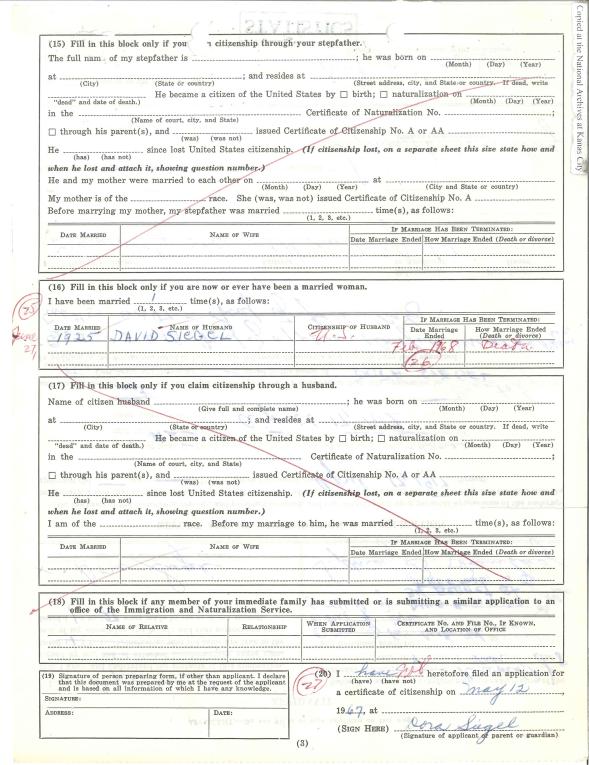 Copied at the National Archives at Kansas City
(15) Fill in this block only if you n citizenship through your stepfather.
The full nam of my stepfather is ; he was born on
(Month) (Day) (Year)
at ; and resides at
(City) (State or country) (Street address, city, and State or country. If dead, write
He became a citizen of the United States by ☐ birth; ☐ naturalization on
"dead" and date of death.) (Month) (Day) (Year)
in the Certificate of Naturalization No. ;
(Name of court, city, and State)
☐ through his parent(s), and issued Certificate of Citizenship No. A or AA
(was) (was not)
He since lost United States citizenship. (If citizenship lost, on a separate sheet this size state how and
(has) (has not)
when he lost and attach it, showing question number.)
He and my mother were married to each other on at
(Month) (Day) (Year) (City and State or country)
My mother is of the race. She (was, was not) issued Certificate of Citizenship No. A
Before marrying my mother, my stepfather was married time(s), as follows:
(1, 2, 3, etc.)
DATE MARRIED NAME OF WIFE IF MARRIAGE HAS BEEN TERMINATED:
Date Marriage Ended How Marriage Ended (Death or divorce)
(16) Fill in this block only if you are now or ever have been a married woman.
I have been married 1 time(s), as follows:
(1, 2, 3, etc.)
(25)
June
27,
DATE MARRIED NAME OF HUSBAND CITIZENSHIP OF HUSBAND IF MARRIAGE HAS BEEN TERMINATED:
Date Marriage Ended How Marriage Ended (Death or divorce)
1925 DAVID SIEGEL U.S. Feb. 1968 Death
(26)
(17) Fill in this block only if you claim citizenship through a husband.
Name of citizen husband ; he was born on
(Give full and complete name) (Month) (Day) (Year)
at ; and resides at
(City) (State or country) (Street address, city, and State or country. If dead, write
He became a citizen of the United States by ☐ birth; ☐ naturalization on
"dead" and date of death.) (Month) (Day) (Year)
in the Certificate of Naturalization No. ;
(Name of court, city, and State)
☐ through his parent(s), and issued Certificate of Citizenship No. A or AA
(was) (was not)
He since lost United States citizenship. (If citizenship lost, on a separate sheet this size state how and
(has) (has not)
when he lost and attach it, showing question number.)
I am of the race. Before my marriage to him, he was married time(s), as follows:
(1, 2, 3, etc.)
DATE MARRIED NAME OF WIFE IF MARRIAGE HAS BEEN TERMINATED:
Date Marriage Ended How Marriage Ended (Death or divorce)
(18) Fill in this block if any member of your immediate family has submitted or is submitting a similar application to an
office of the Immigration and Naturalization Service.
NAME OF RELATIVE RELATIONSHIP WHEN APPLICATION SUBMITTED CERTIFICATE NO. AND FILE NO., IF KNOWN, AND LOCATION OF OFFICE
(19) Signature of person preparing form, if other than applicant. I declare
that this document was prepared by me at the request of the applicant
and is based on all information of which I have any knowledge.
SIGNATURE:
ADDRESS: DATE:
(20) I have not heretofore filed an application for
(have) (have not)
(27)
a certificate of citizenship on May 12,
1967, at
(SIGN HERE) Dora Siegel
(Signature of applicant or parent or guardian)
(3)